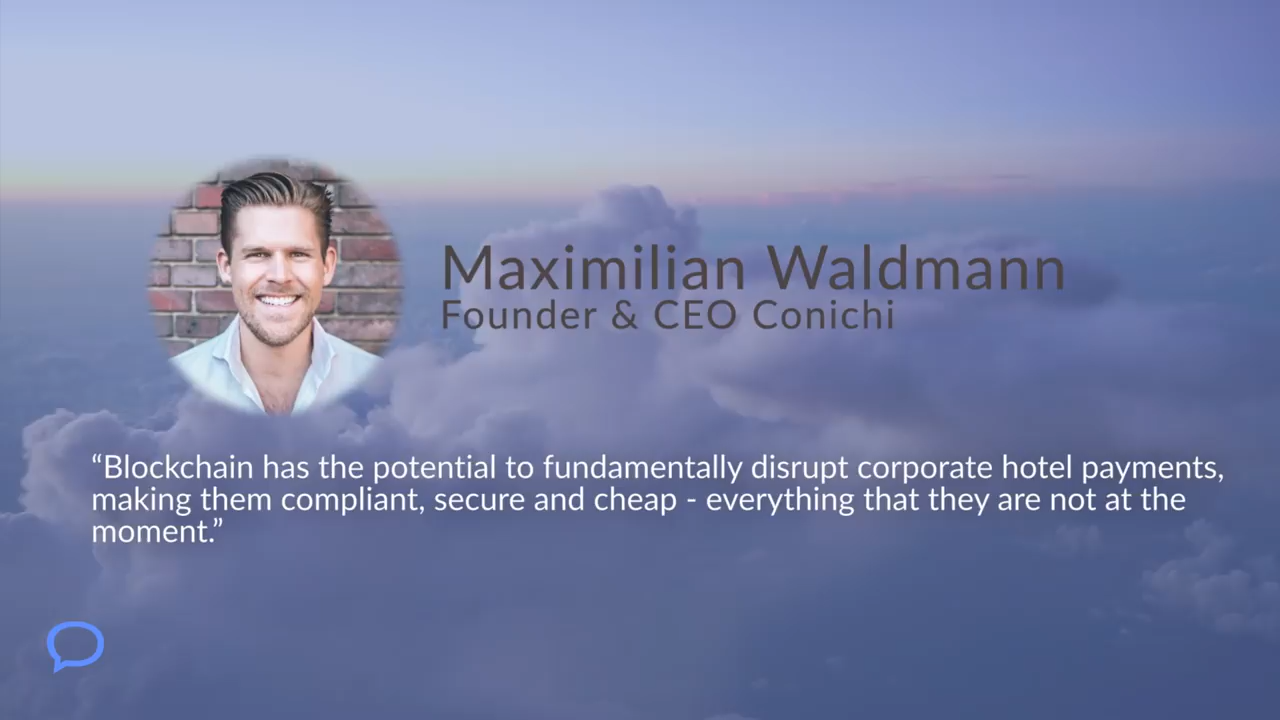 Maximilian Waldmann
Founder & CEO Conichi
“Blockchain has the potential to fundamentally disrupt corporate hotel payments,
making them compliant, secure and cheap - everything that they are not at the
moment.”